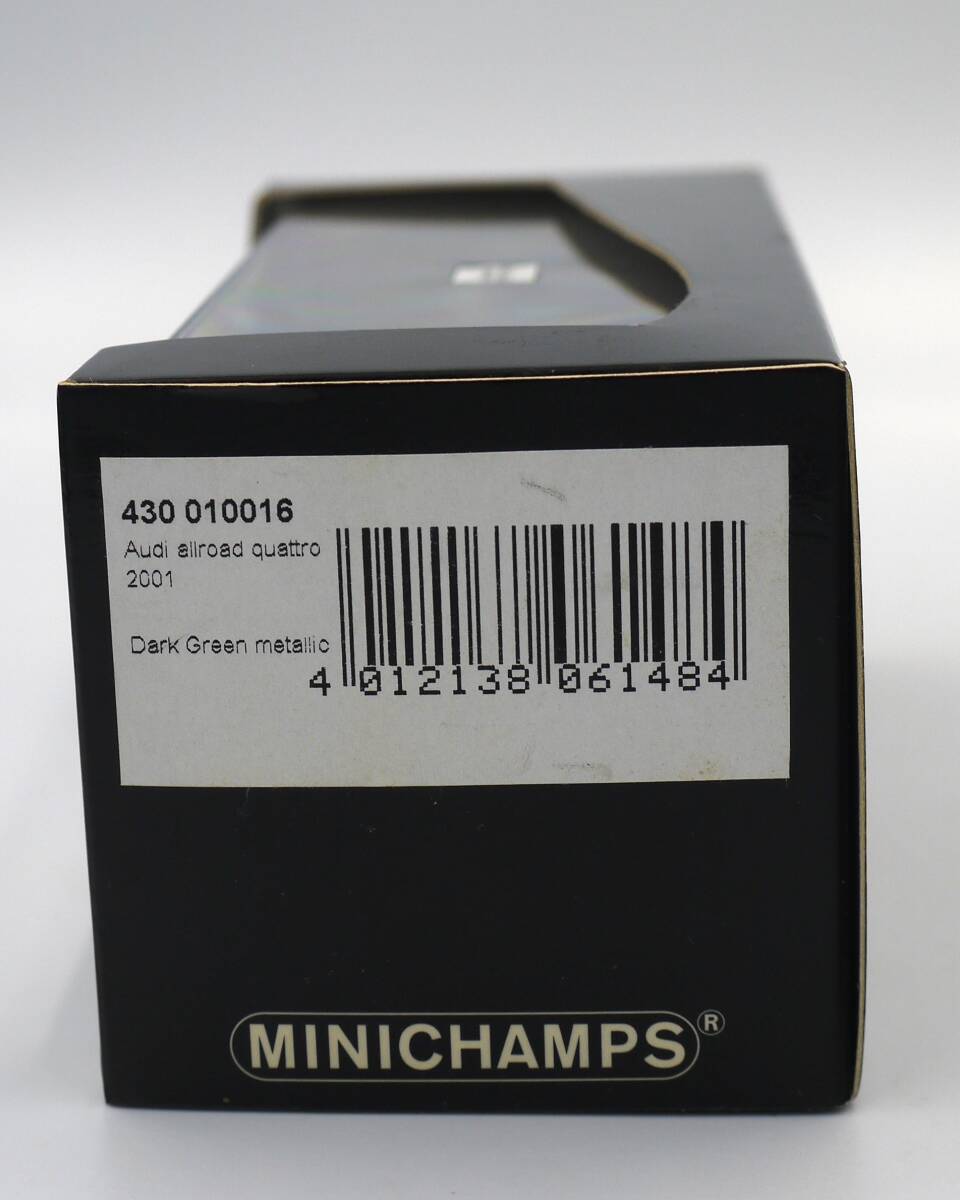 430 010016
Audi allroad quattro
2001
Dark Green metallic
4 012138 061484
MINICHAMPS®